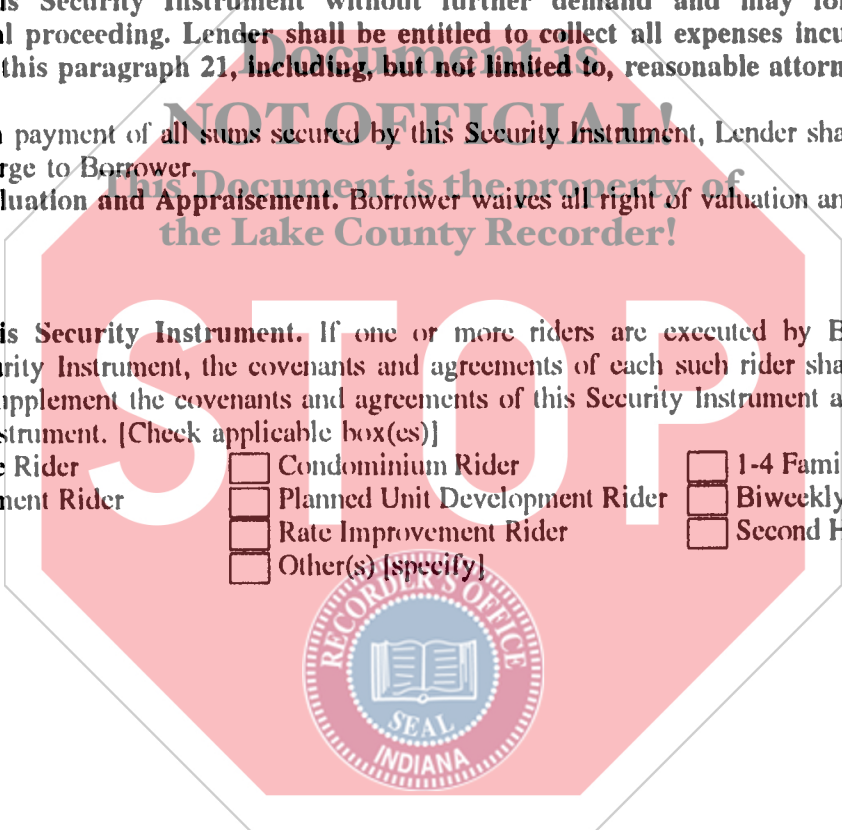 Security Instrument without further demand and may
proceeding. Lender shall be entitled to collect all expenses incu
this paragraph 21, including, but not limited to, reasonable attorn
Document is
NOT OFFICIAL!
payment of all sums secured by this Security Instrument, Lender sha
rge to Borrower.
This Document is the property of
luation and Appraisement. Borrower waives all right of valuation an
the Lake County Recorder!
is Security Instrument. If one or more riders are executed by B
urity Instrument, the covenants and agreements of each such rider sha
upplement the covenants and agreements of this Security Instrument a
strument. [Check applicable box(es)]
e Rider Condominium Rider 1-4 Fami
ment Rider Planned Unit Development Rider Biweekly
Rate Improvement Rider Second H
Other(s) [specify]
STOP
RECORDER'S OFFICE
SEAL
INDIANA